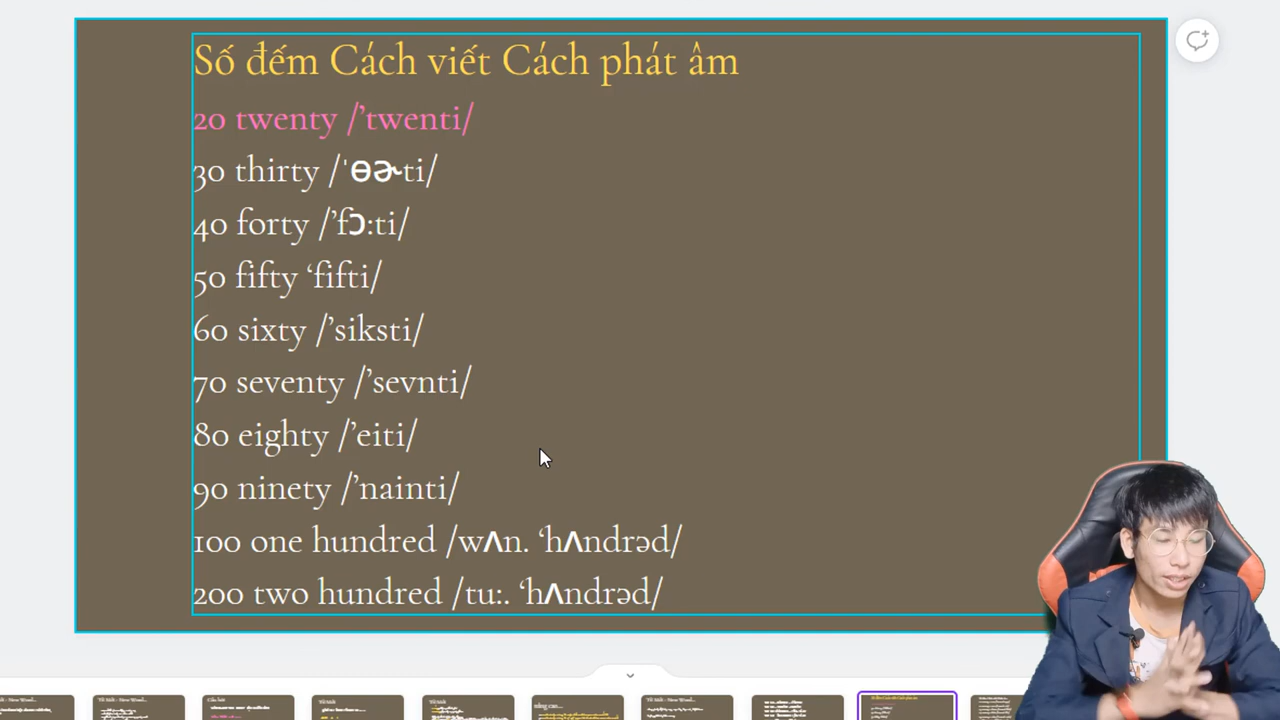 Số đếm Cách viết Cách phát âm
20 twenty /’twenti/
30 thirty /ˈɵɚti/
40 forty /’fɔ:ti/
50 fifty ‘fifti/
60 sixty /’siksti/
70 seventy /’sevnti/
80 eighty /’eiti/
90 ninety /’nainti/
100 one hundred /wʌn. ‘hʌndrəd/
200 two hundred /tu:. ‘hʌndrəd/